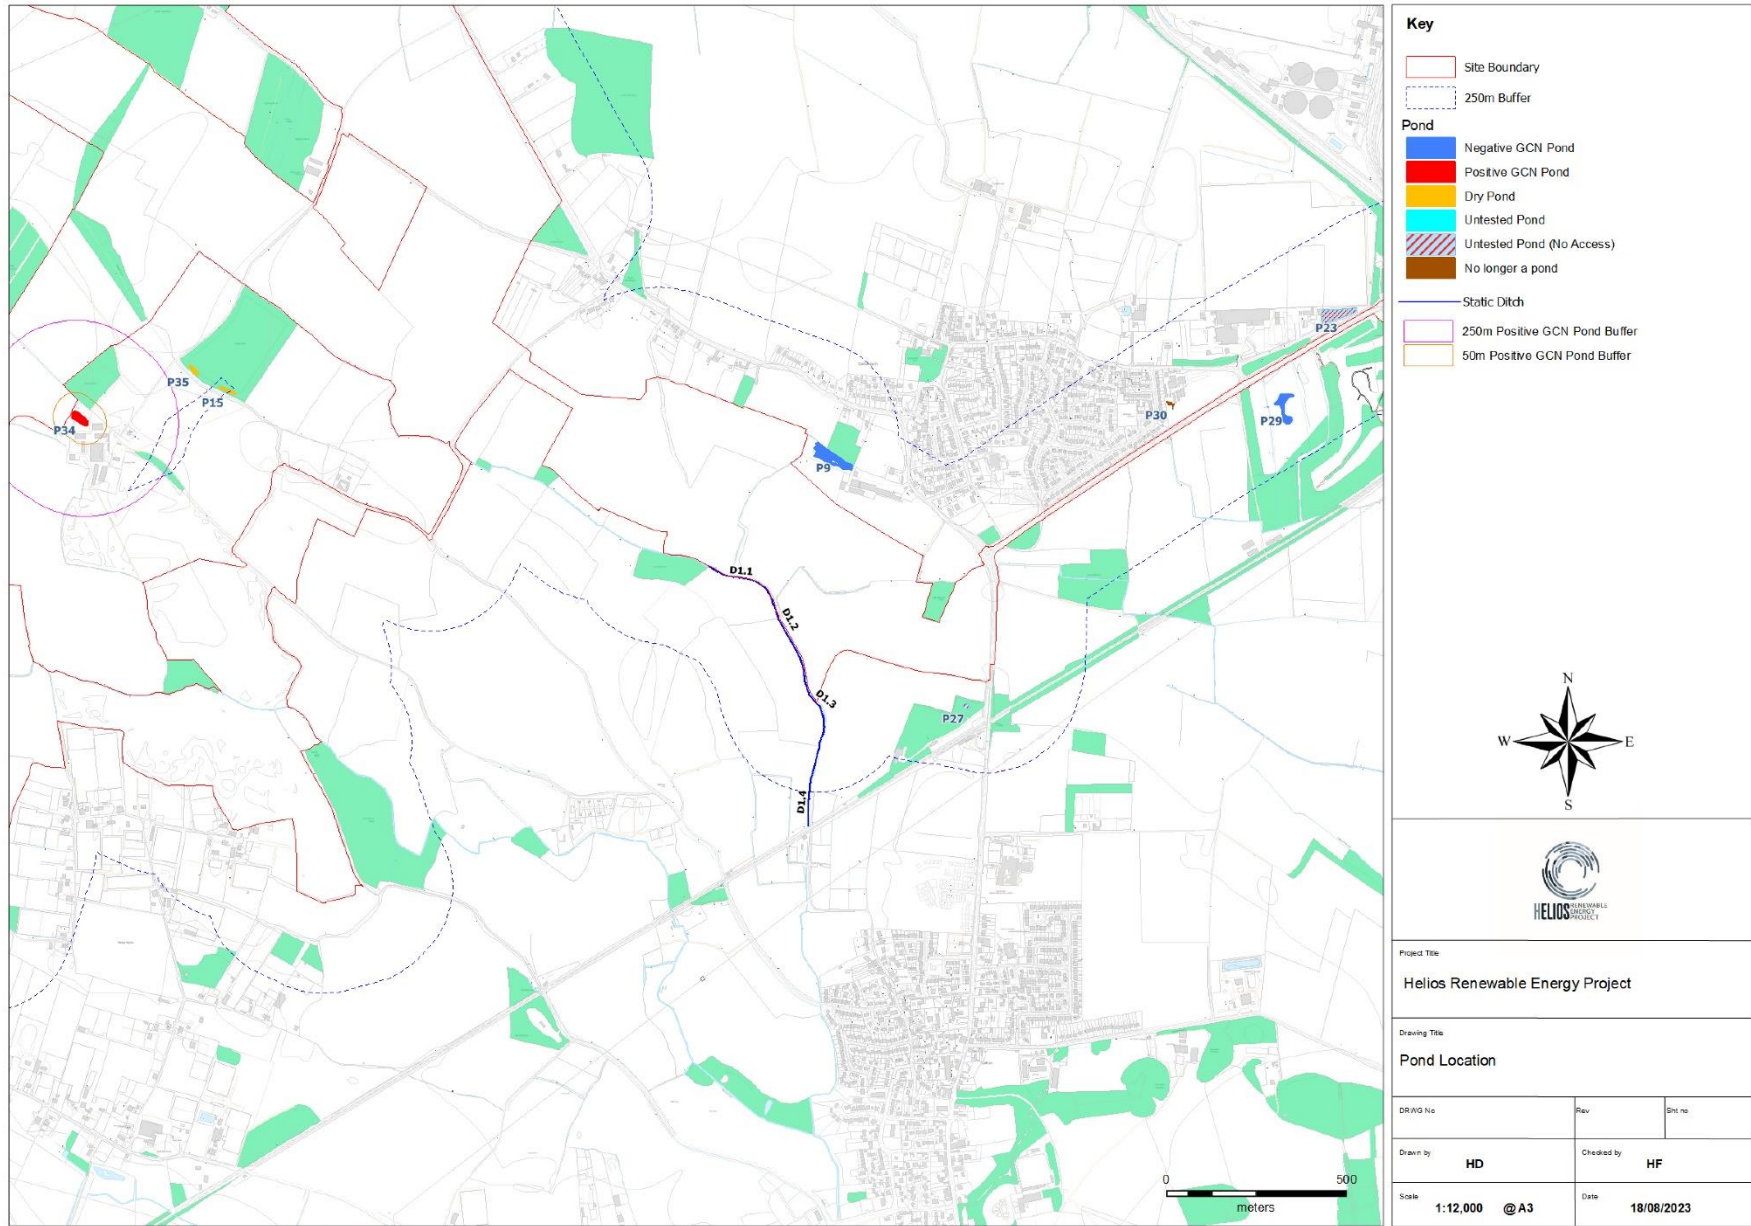 Key
Site Boundary
250m Buffer
Pond
Negative GCN Pond
Positive GCN Pond
Dry Pond
Untested Pond
Untested Pond (No Access)
No longer a pond
Static Ditch
250m Positive GCN Pond Buffer
50m Positive GCN Pond Buffer
P23
P35
P15
P34
P30
P29
P9
D1.1
D1.2
D1.3
P27
D1.4
N
W E
S
HELIOS RENEWABLE ENERGY PROJECT
Project Title
Helios Renewable Energy Project
Drawing Title
Pond Location
DRWG No Rev Sht no
Drawn by HD Checked by HF
Scale 1:12,000 @ A3 Date 18/08/2023
0 500
meters